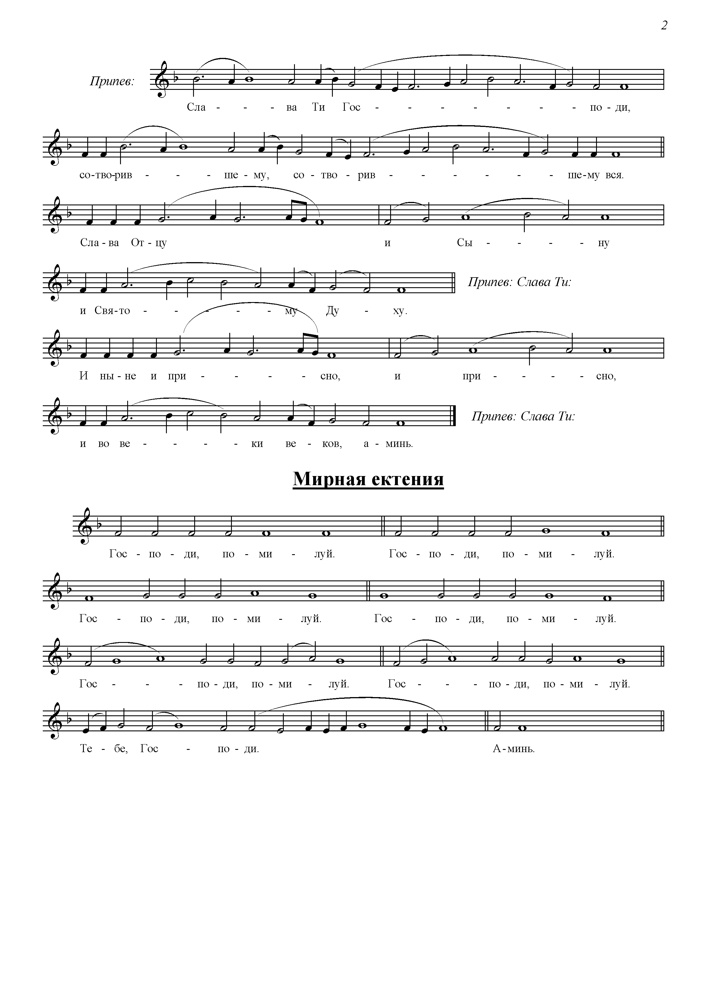 2
Припев:
Сла - - - ва Ти Гос - - - - - - - по - ди,
со-тво-рив - - - ше - му, со - тво - рив - - - - - - ше-му вся.
Сла - ва От - цу и Сы - - - - ну
и Свя-то - - - - - му Ду - ху. Припев: Слава Ти:
И ны - не и при - - - - сно, и при - - - - сно,
и во ве - - - - ки ве - ков, а - минь. Припев: Слава Ти:
Мирная ектения
Гос - по - ди, по - ми - луй. Гос - по - ди, по - ми - луй.
Гос - по - ди, по - ми - луй. Гос - по - ди, по - ми - луй.
Гос - - - по - ди, по - ми - луй. Гос - - - по - ди, по - ми - луй.
Те - бе, Гос - по - ди. А-минь.